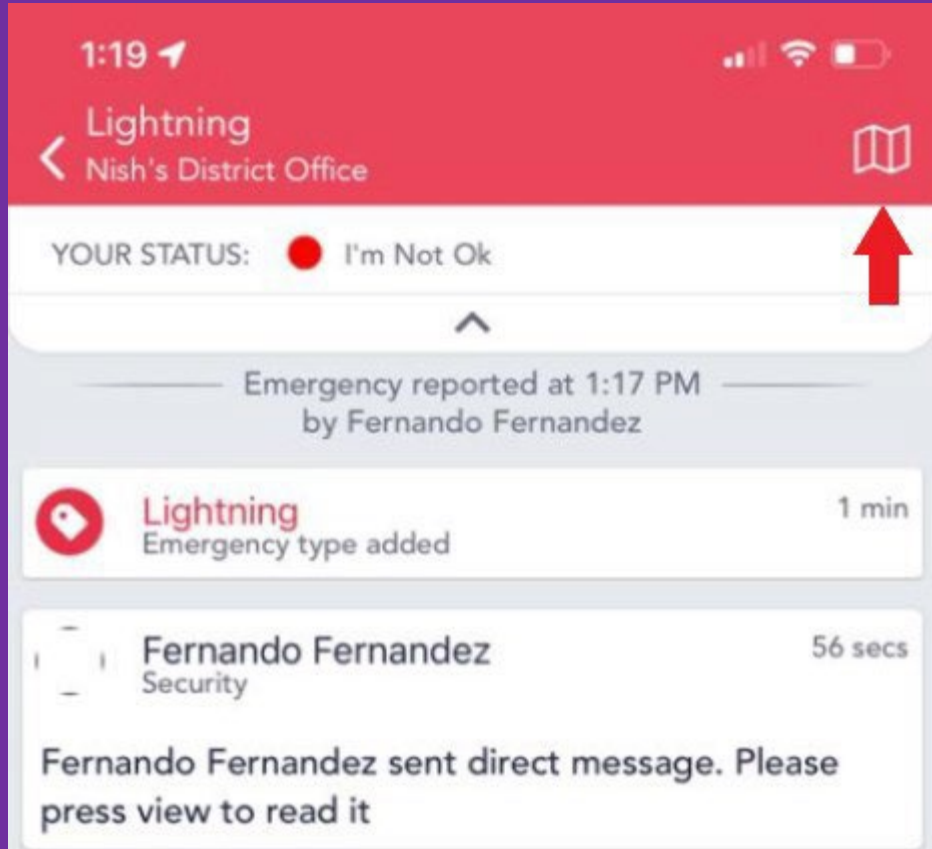 1:19
Lightning
Nish's District Office
YOUR STATUS: I'm Not Ok
Emergency reported at 1:17 PM
by Fernando Fernandez
Lightning 1 min
Emergency type added
Fernando Fernandez 56 secs
Security
Fernando Fernandez sent direct message. Please
press view to read it